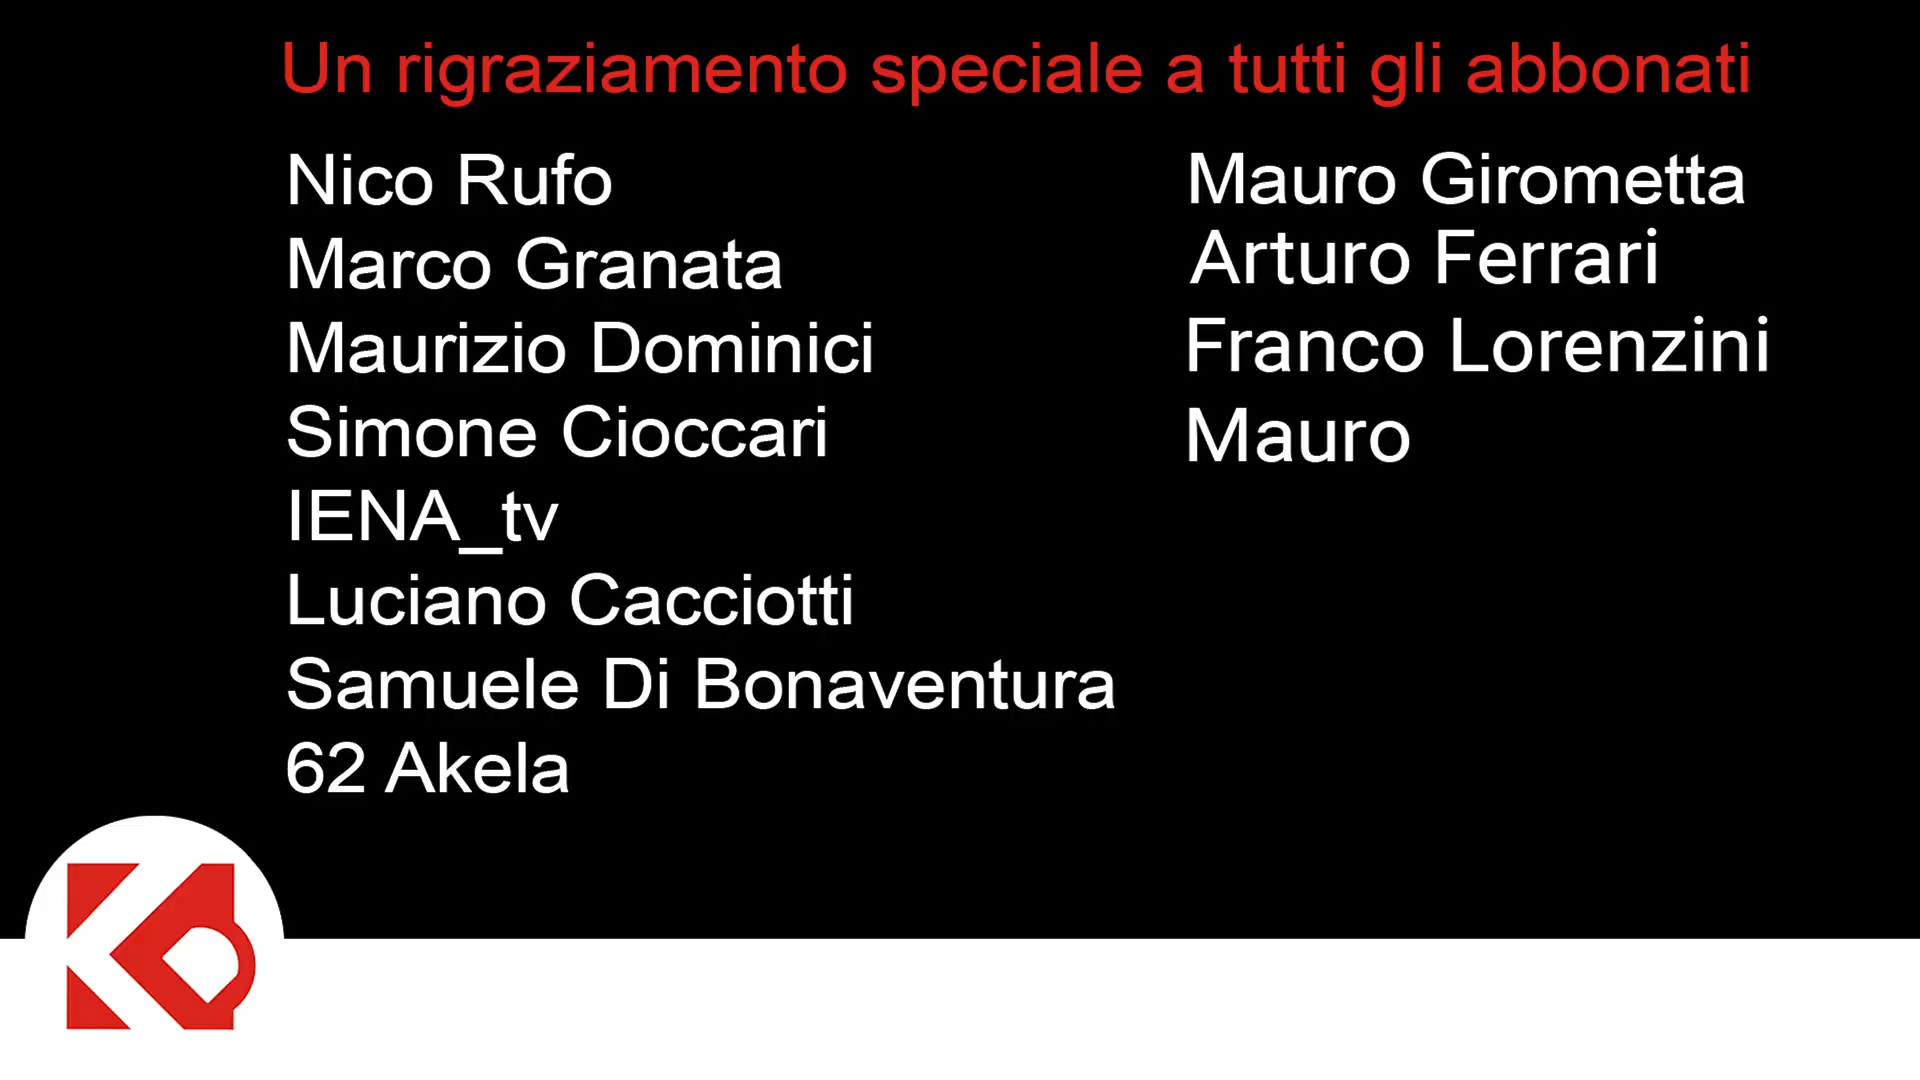 Un rigraziamento speciale a tutti gli abbonati
Nico Rufo
Marco Granata
Maurizio Dominici
Simone Cioccari
IENA_tv
Luciano Cacciotti
Samuele Di Bonaventura
62 Akela
Mauro Girometta
Arturo Ferrari
Franco Lorenzini
Mauro